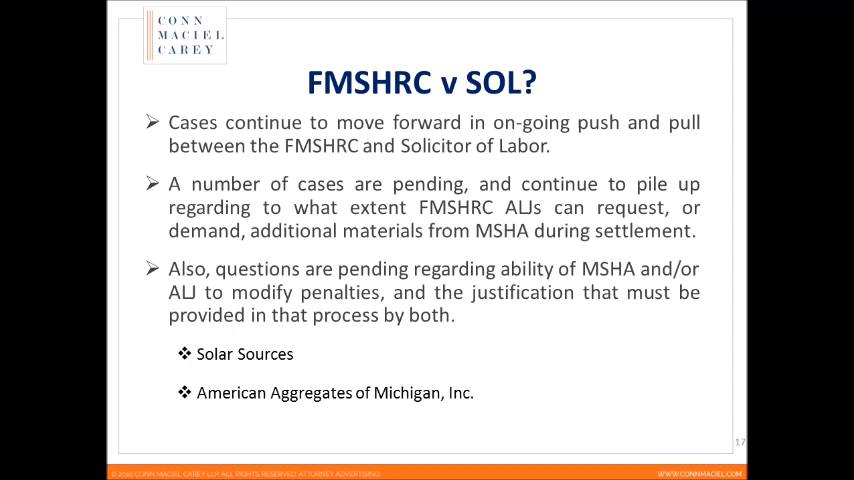 CONN
MACIEL
CAREY
FMSHRC v SOL?
➢ Cases continue to move forward in on-going push and pull
between the FMSHRC and Solicitor of Labor.
➢ A number of cases are pending, and continue to pile up
regarding to what extent FMSHRC ALJs can request, or
demand, additional materials from MSHA during settlement.
➢ Also, questions are pending regarding ability of MSHA and/or
ALJ to modify penalties, and the justification that must be
provided in that process by both.
❖ Solar Sources
❖ American Aggregates of Michigan, Inc.
17
CONN MACIEL CAREY LLP ALL RIGHTS RESERVED ATTORNEY ADVERTISING
WWW.CONNMACIEL.COM